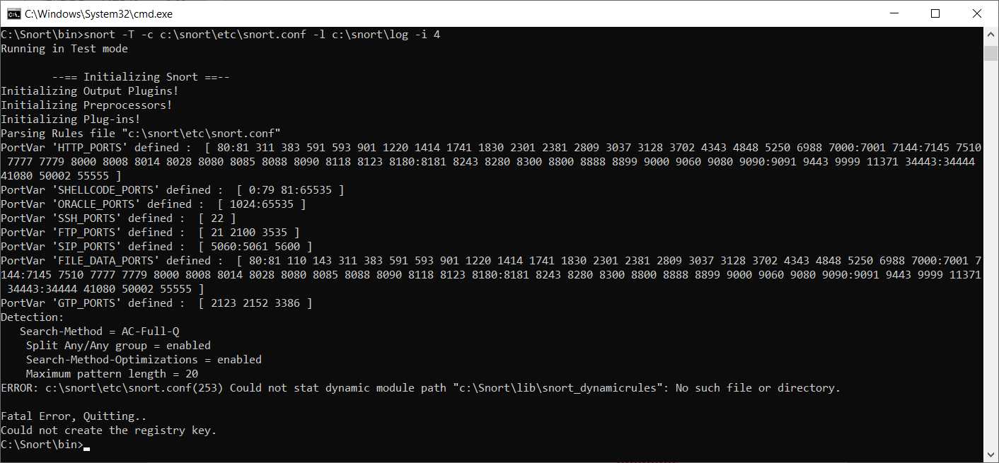 C:\Windows\System32\cmd.exe
C:\Snort\bin>snort -T -c c:\snort\etc\snort.conf -l c:\snort\log -i 4
Running in Test mode
--== Initializing Snort ==--
Initializing Output Plugins!
Initializing Preprocessors!
Initializing Plug-ins!
Parsing Rules file "c:\snort\etc\snort.conf"
PortVar 'HTTP_PORTS' defined :  [ 80:81 311 383 591 593 901 1220 1414 1741 1830 2301 2381 2809 3037 3128 3702 4343 4848 5250 6988 7000:7001 7144:7145 7510
7777 7779 8000 8008 8014 8028 8080 8085 8088 8090 8118 8123 8180:8181 8243 8280 8300 8800 8888 8899 9000 9060 9080 9090:9091 9443 9999 11371 34443:34444
41080 50002 55555 ]
PortVar 'SHELLCODE_PORTS' defined :  [ 0:79 81:65535 ]
PortVar 'ORACLE_PORTS' defined :  [ 1024:65535 ]
PortVar 'SSH_PORTS' defined :  [ 22 ]
PortVar 'FTP_PORTS' defined :  [ 21 2100 3535 ]
PortVar 'SIP_PORTS' defined :  [ 5060:5061 5600 ]
PortVar 'FILE_DATA_PORTS' defined :  [ 80:81 110 143 311 383 591 593 901 1220 1414 1741 1830 2301 2381 2809 3037 3128 3702 4343 4848 5250 6988 7000:7001 7
144:7145 7510 7777 7779 8000 8008 8014 8028 8080 8085 8088 8090 8118 8123 8180:8181 8243 8280 8300 8800 8888 8899 9000 9060 9080 9090:9091 9443 9999 11371
34443:34444 41080 50002 55555 ]
PortVar 'GTP_PORTS' defined :  [ 2123 2152 3386 ]
Detection:
Search-Method = AC-Full-Q
Split Any/Any group = enabled
Search-Method-Optimizations = enabled
Maximum pattern length = 20
ERROR: c:\snort\etc\snort.conf(253) Could not stat dynamic module path "c:\Snort\lib\snort_dynamicrules": No such file or directory.
Fatal Error, Quitting..
Could not create the registry key.
C:\Snort\bin>